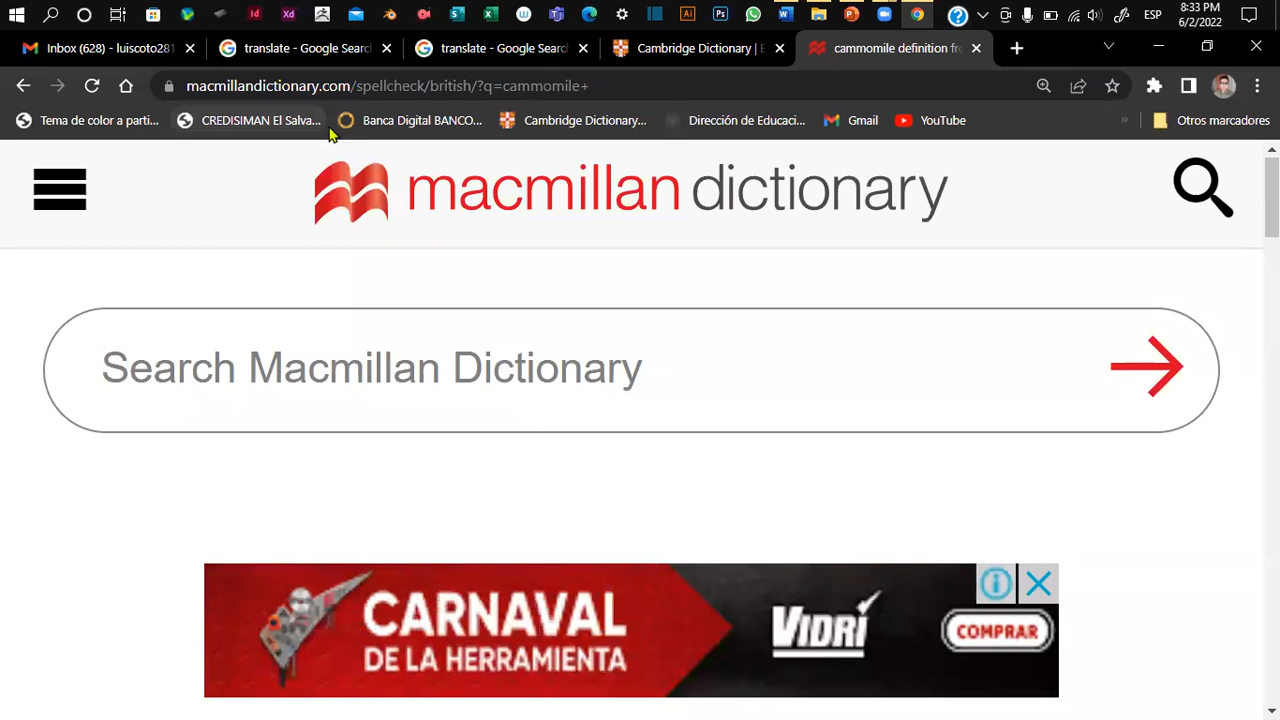 8:33 PM
ESP
6/2/2022
Inbox (628) - luiscoto281
translate - Google Searc
translate - Google Search
Cambridge Dictionary | E
cammomile definition fro
macmillandictionary.com/spellcheck/british/?q=cammomile+
Tema de color a parti...
CREDISIMAN El Salva...
Banca Digital BANCO...
Cambridge Dictionary...
Dirección de Educaci...
Gmail
YouTube
Otros marcadores
macmillan dictionary
Search Macmillan Dictionary
CARNAVAL
DE LA HERRAMIENTA
VIDRÍ
COMPRAR